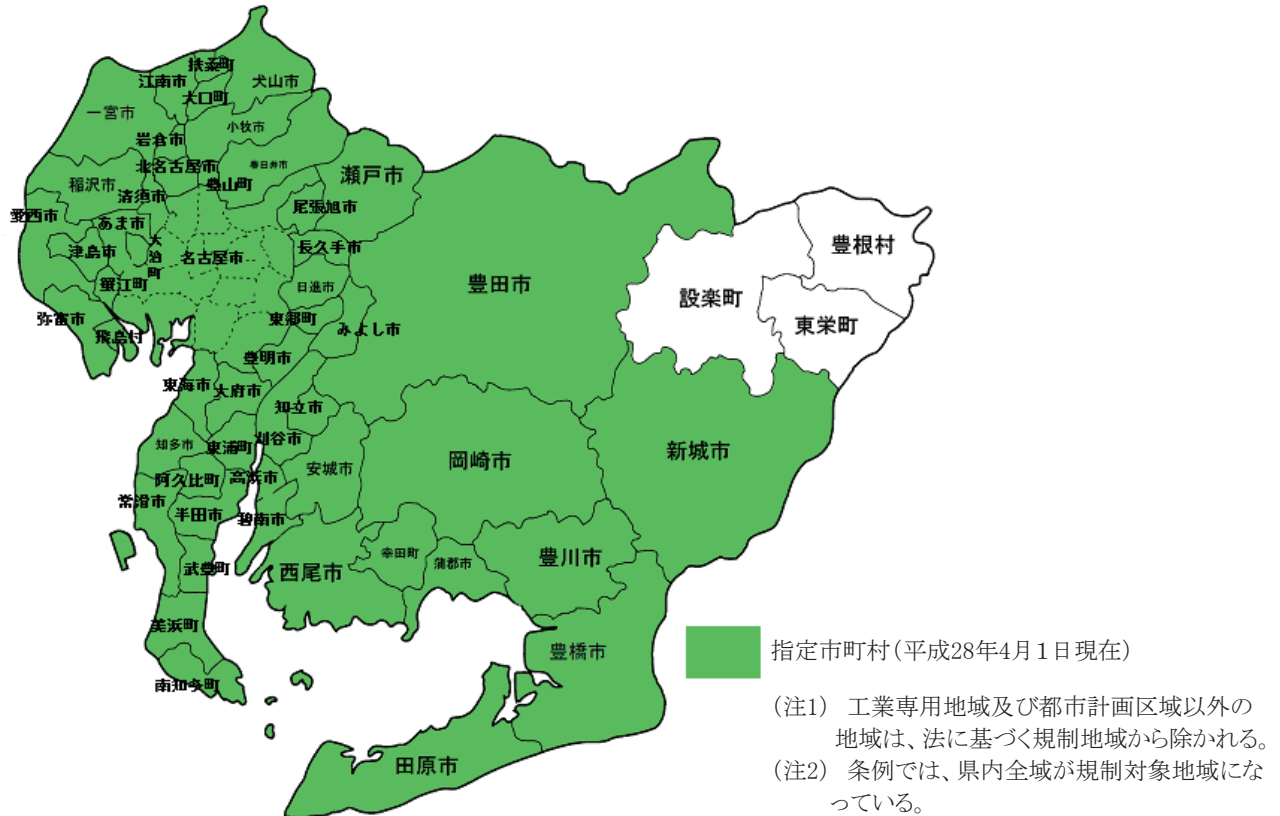 扶桑町
江南市
犬山市
大口町
一宮市
小牧市
岩倉市
北名古屋市
春日井市
豊山町
瀬戸市
稲沢市
清須市
尾張旭市
愛西市
あま市
大治町
名古屋市
長久手市
津島市
豊根村
蟹江町
日進市
豊田市
設楽町
弥富市
飛島村
東郷町
みよし市
東栄町
豊明市
東海市
大府市
知立市
知多市
東浦町
刈谷市
安城市
岡崎市
新城市
阿久比町
高浜市
常滑市
半田市
碧南市
武豊町
西尾市
幸田町
蒲郡市
豊川市
美浜町
豊橋市
南知多町
田原市
指定市町村(平成28年4月1日現在)
(注1) 工業専用地域及び都市計画区域以外の
地域は、法に基づく規制地域から除かれる。
(注2) 条例では、県内全域が規制対象地域にな
っている。